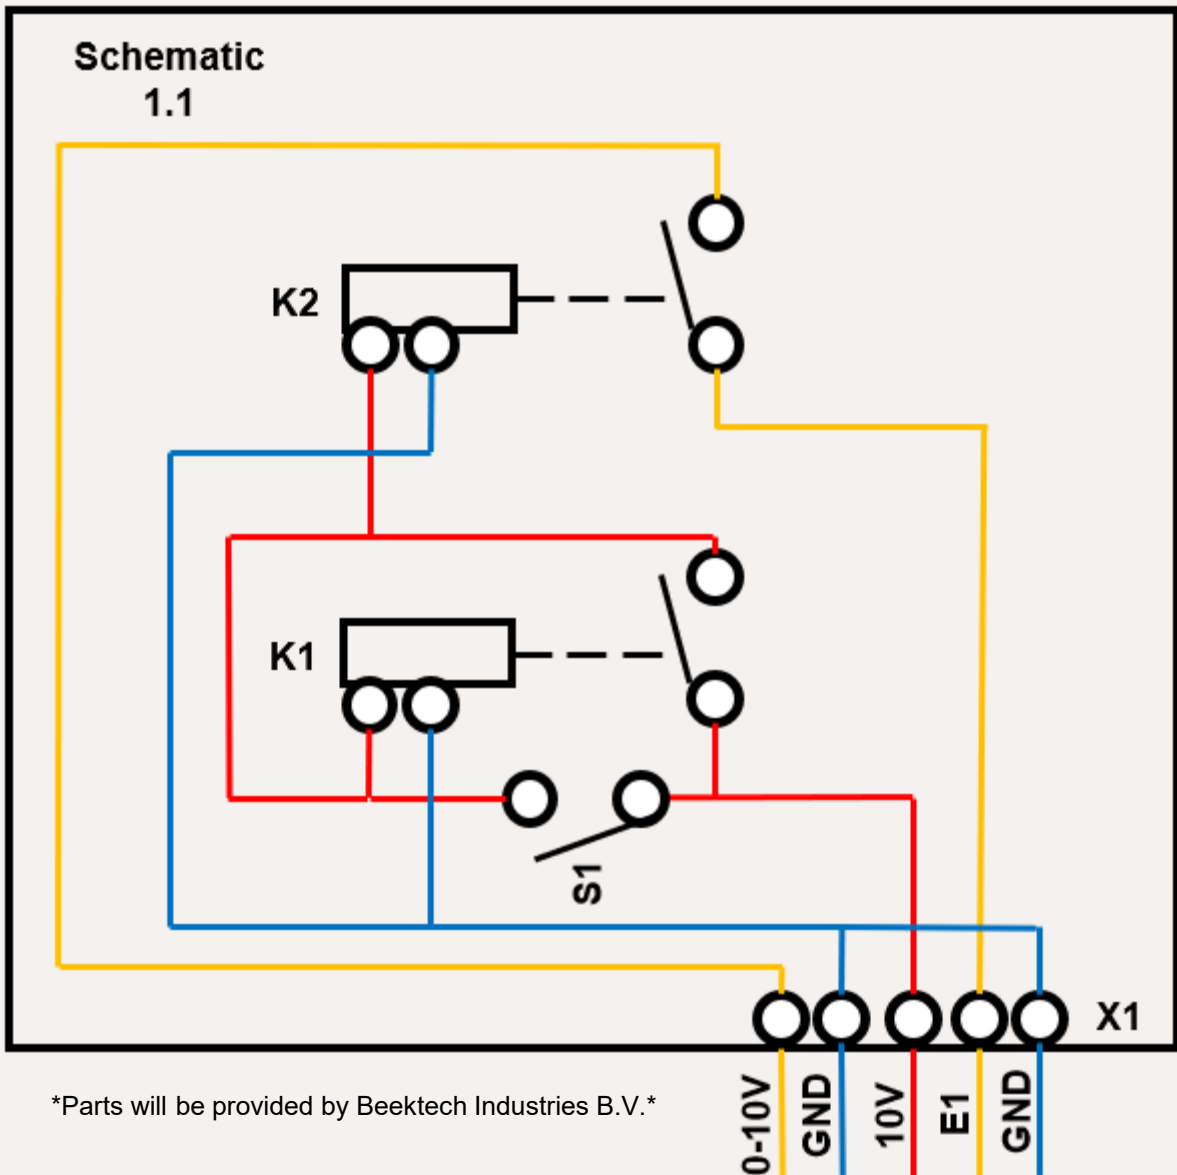 Schematic
1.1
K2
K1
S1
X1
0-10V
GND
10V
E1
GND
*Parts will be provided by Beektech Industries B.V.*